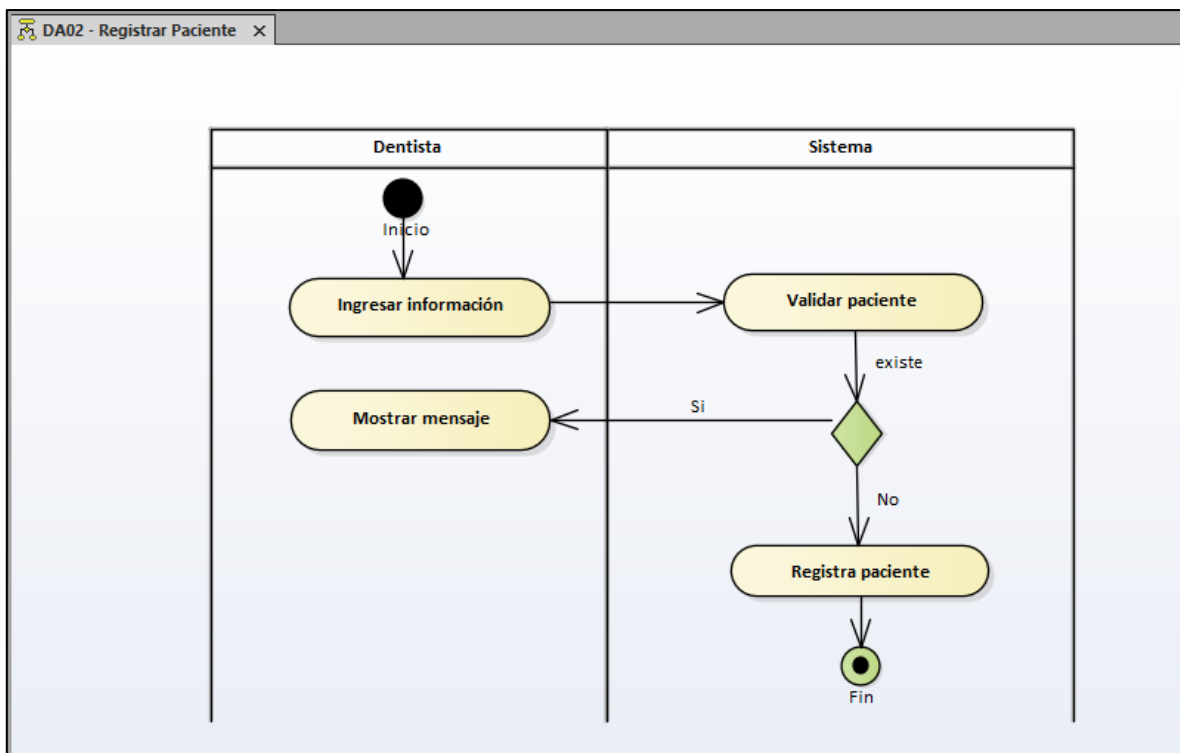 DA02 - Registrar Paciente
Dentista
Sistema
Inicio
Ingresar información
Validar paciente
existe
Mostrar mensaje
Si
No
Registra paciente
Fin